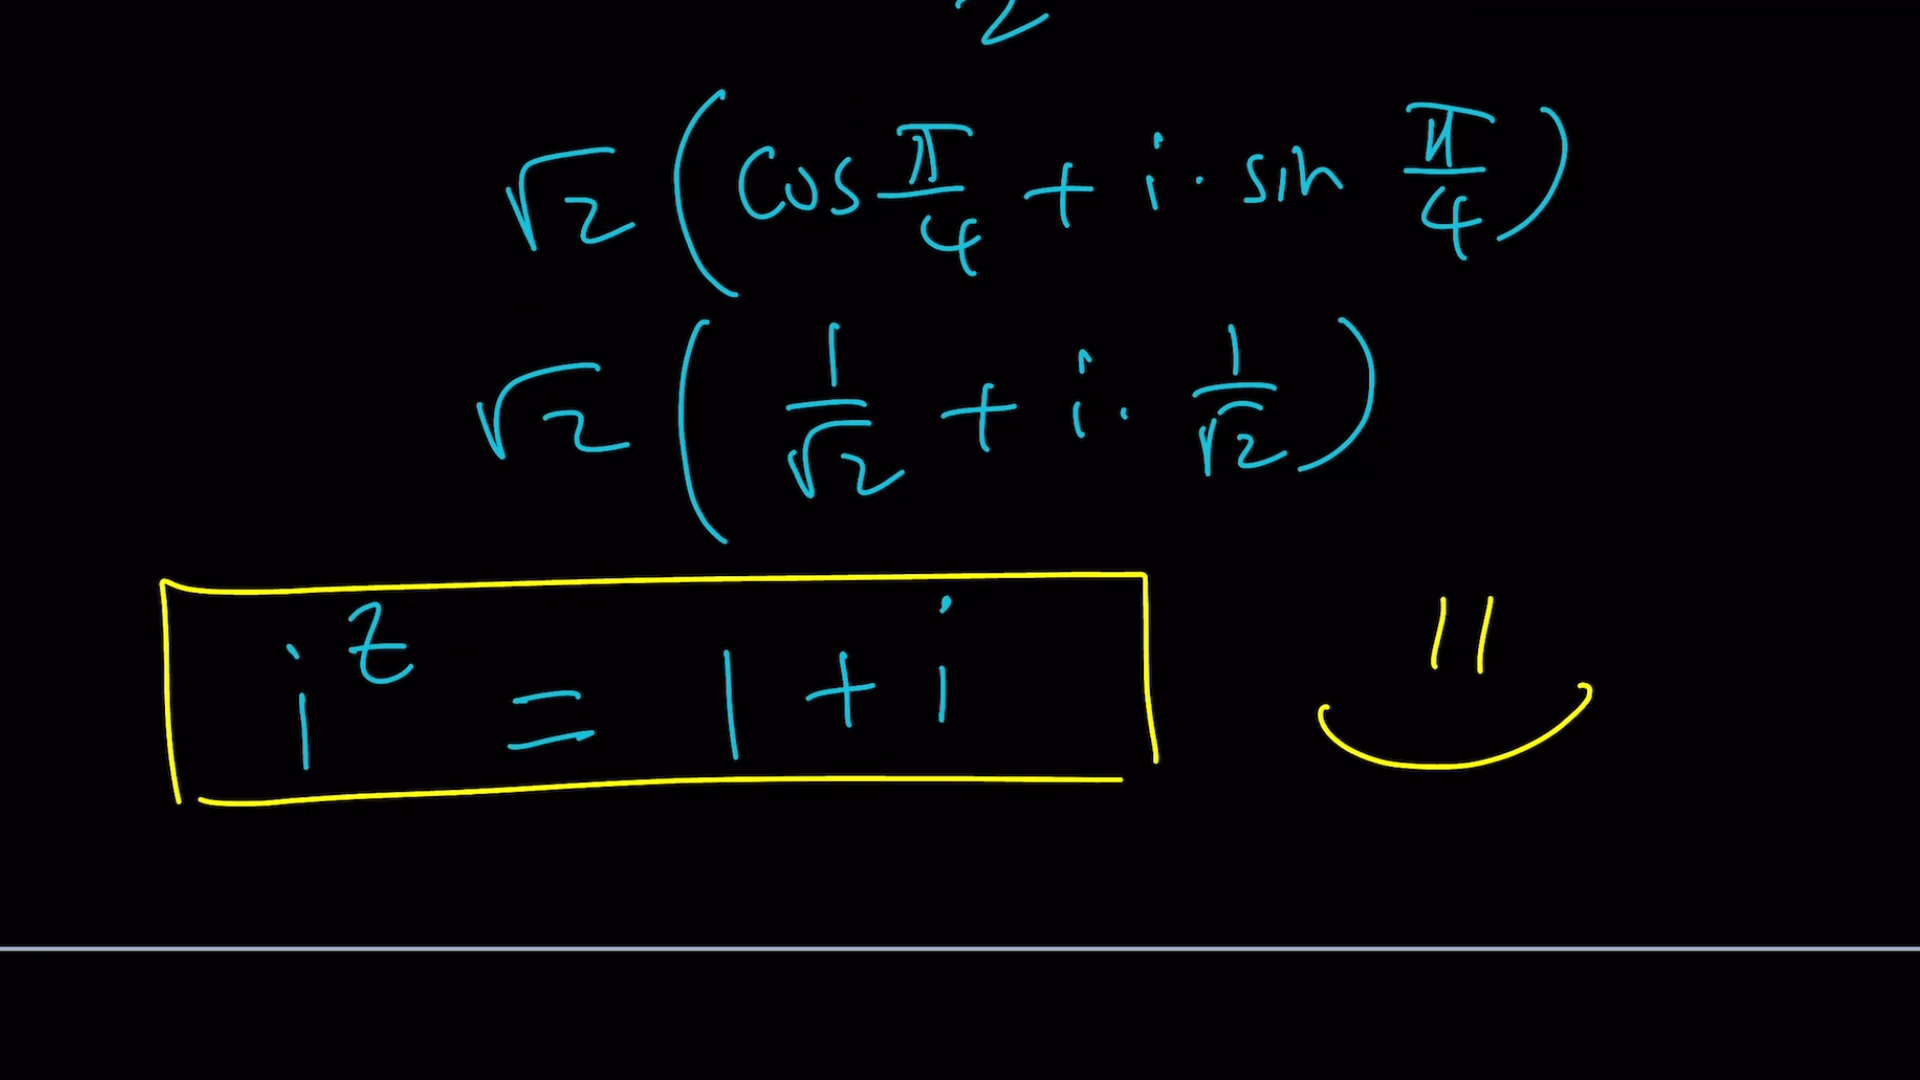 √2 (cos π/4 + i · sin π/4)
√2 (1/√2 + i · 1/√2)
i^z = 1 + i